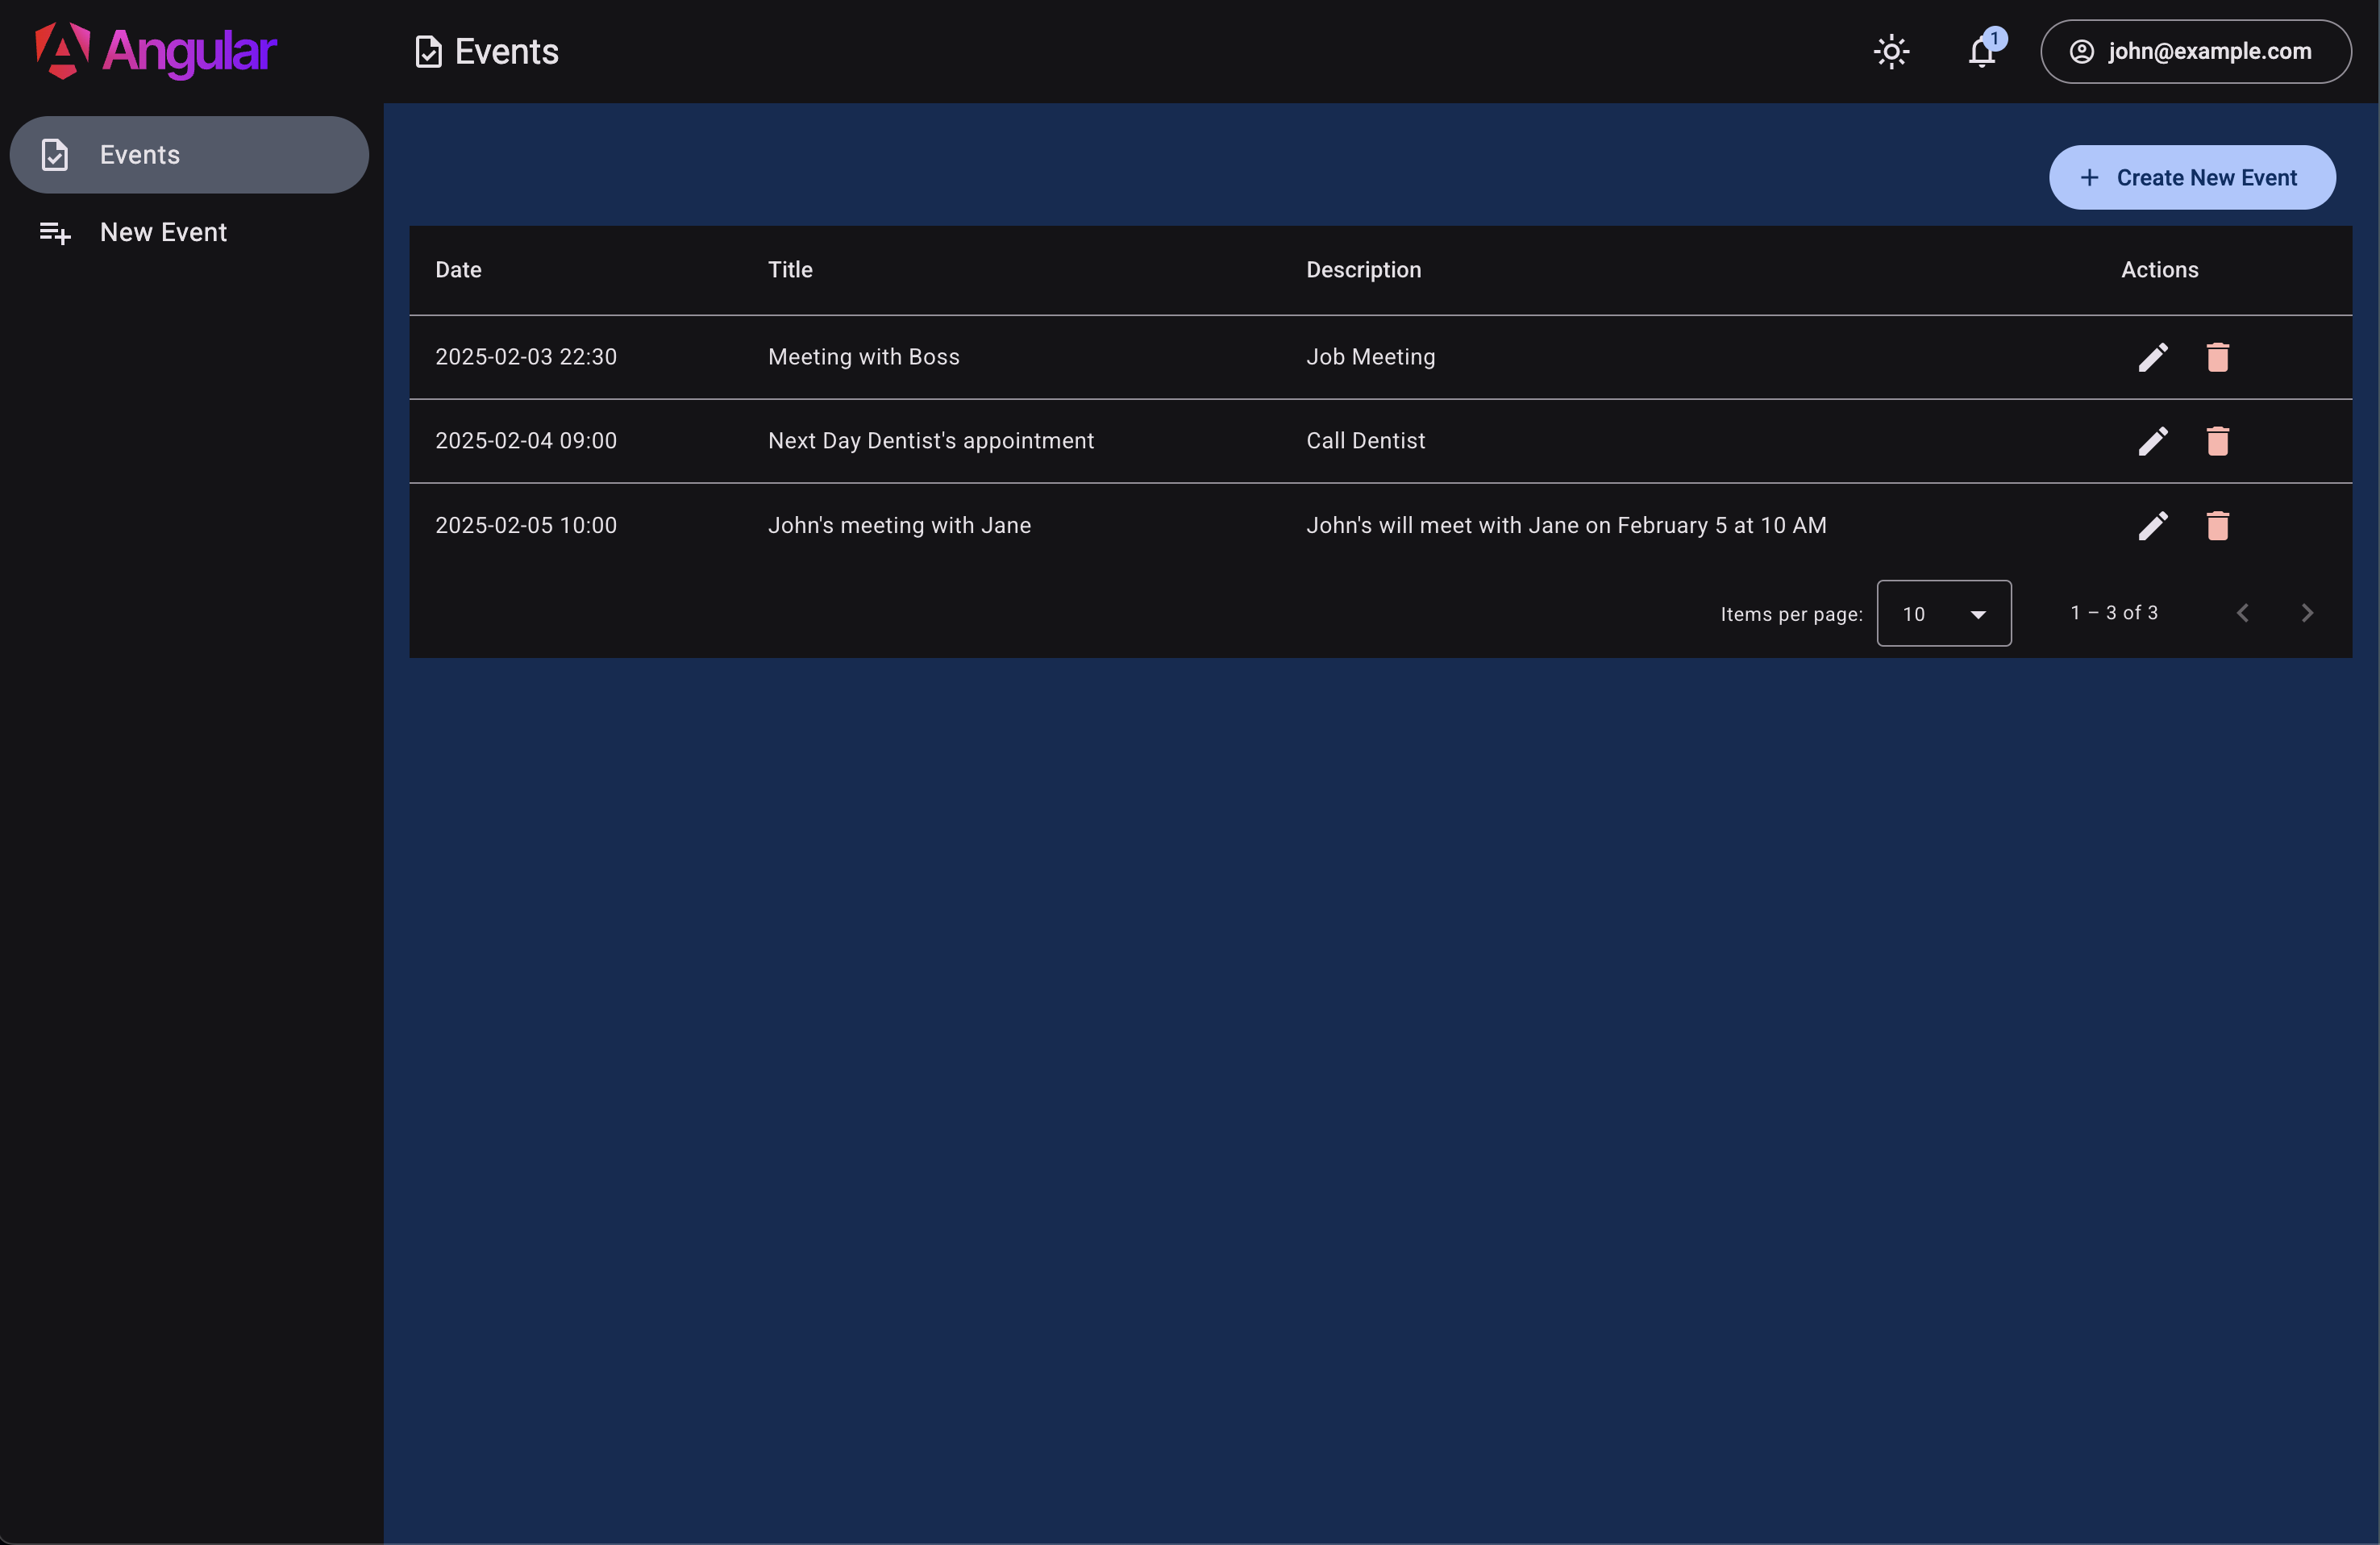 Angular
Events
1
john@example.com
Events
New Event
Create New Event
Date Title Description Actions
2025-02-03 22:30 Meeting with Boss Job Meeting
2025-02-04 09:00 Next Day Dentist's appointment Call Dentist
2025-02-05 10:00 John's meeting with Jane John's will meet with Jane on February 5 at 10 AM
Items per page: 10 1 – 3 of 3